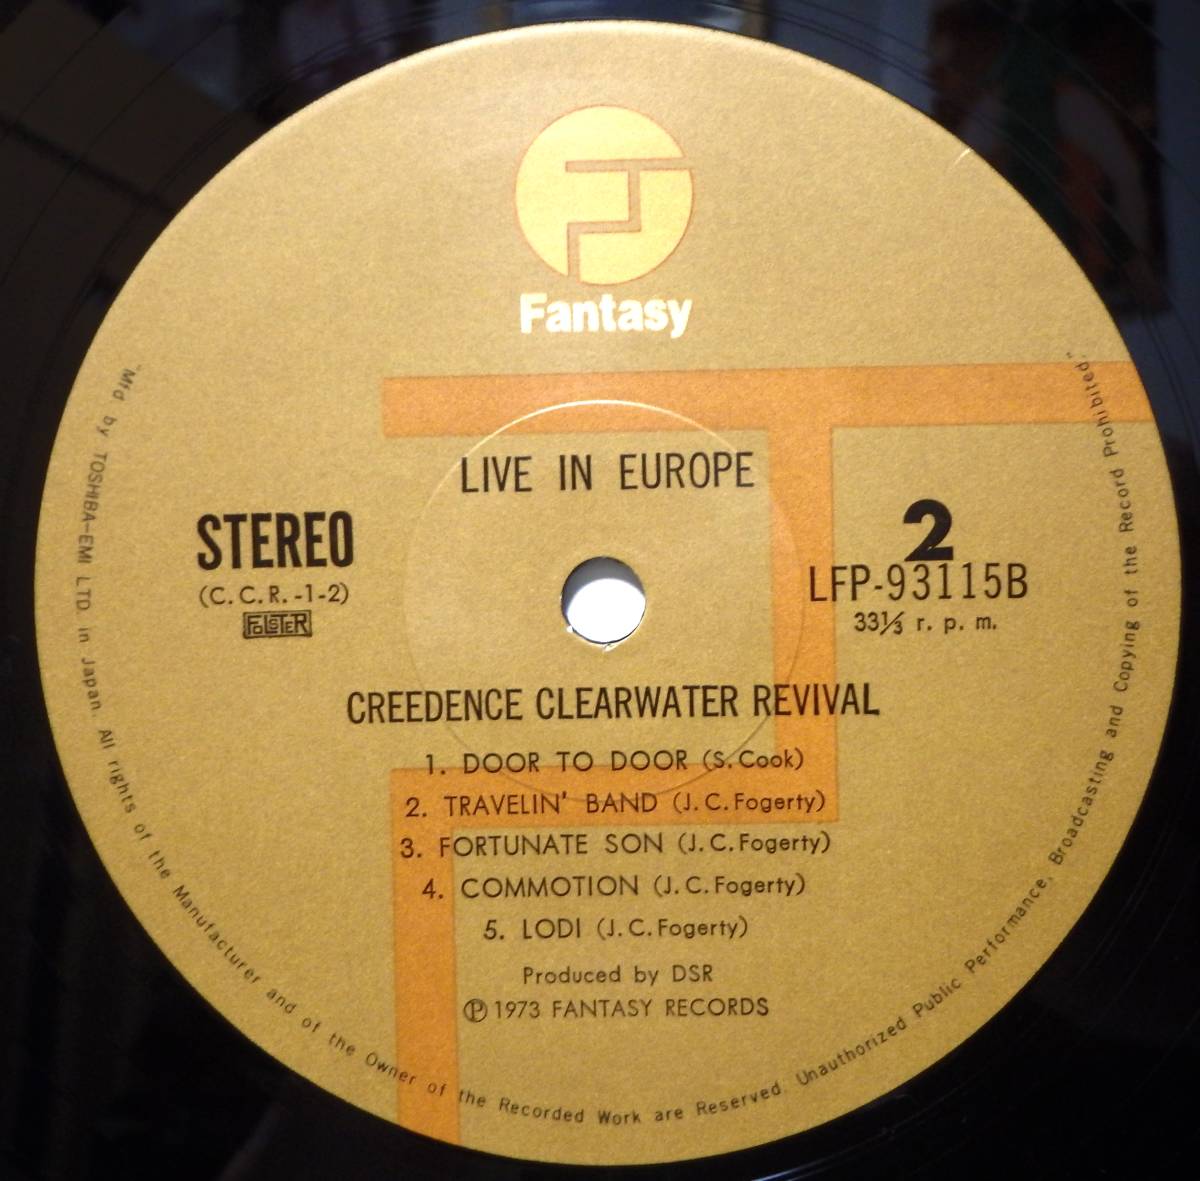 Fantasy
LIVE IN EUROPE
STEREO
(C.C.R.-1-2)
FOLSTER
2
LFP-93115B
33⅓ r. p. m.
CREEDENCE CLEARWATER REVIVAL
1. DOOR TO DOOR (S. Cook)
2. TRAVELIN' BAND (J. C. Fogerty)
3. FORTUNATE SON (J. C. Fogerty)
4. COMMOTION (J. C. Fogerty)
5. LODI (J. C. Fogerty)
Produced by DSR
Ⓟ 1973 FANTASY RECORDS
"Mfd by TOSHIBA-EMI LTD. in Japan. All rights of the Manufacturer and of the Owner of the Recorded Work are Reserved. Unauthorized Public Performance, Broadcasting and Copying of the Record Prohibited."